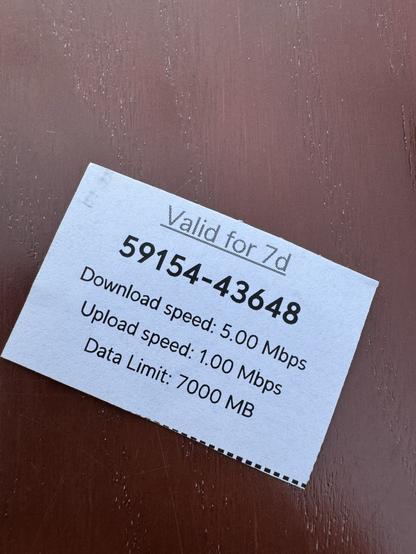 Valid for 7d
59154-43648
Download speed: 5.00 Mbps
Upload speed: 1.00 Mbps
Data Limit: 7000 MB